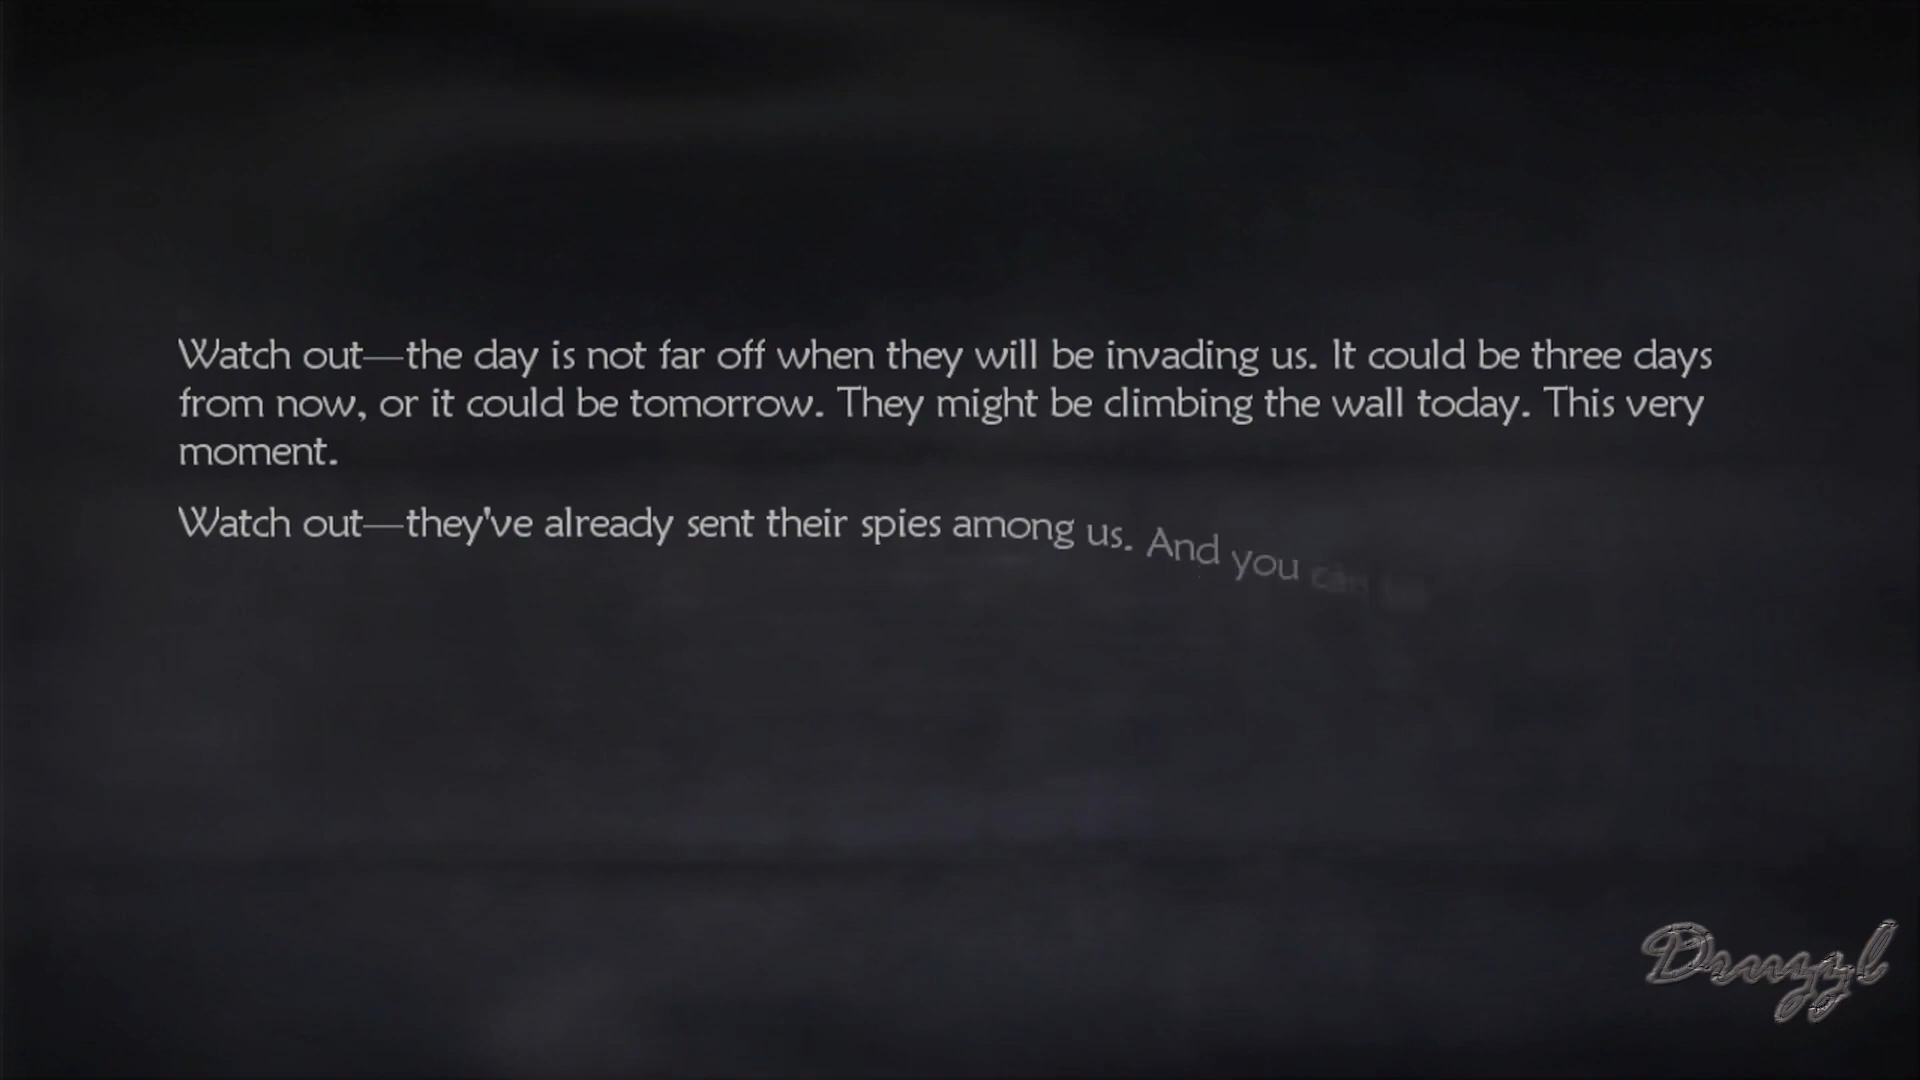 Watch out—the day is not far off when they will be invading us. It could be three days
from now, or it could be tomorrow. They might be climbing the wall today. This very
moment.
Watch out—they've already sent their spies among us. And you can
Druzzl